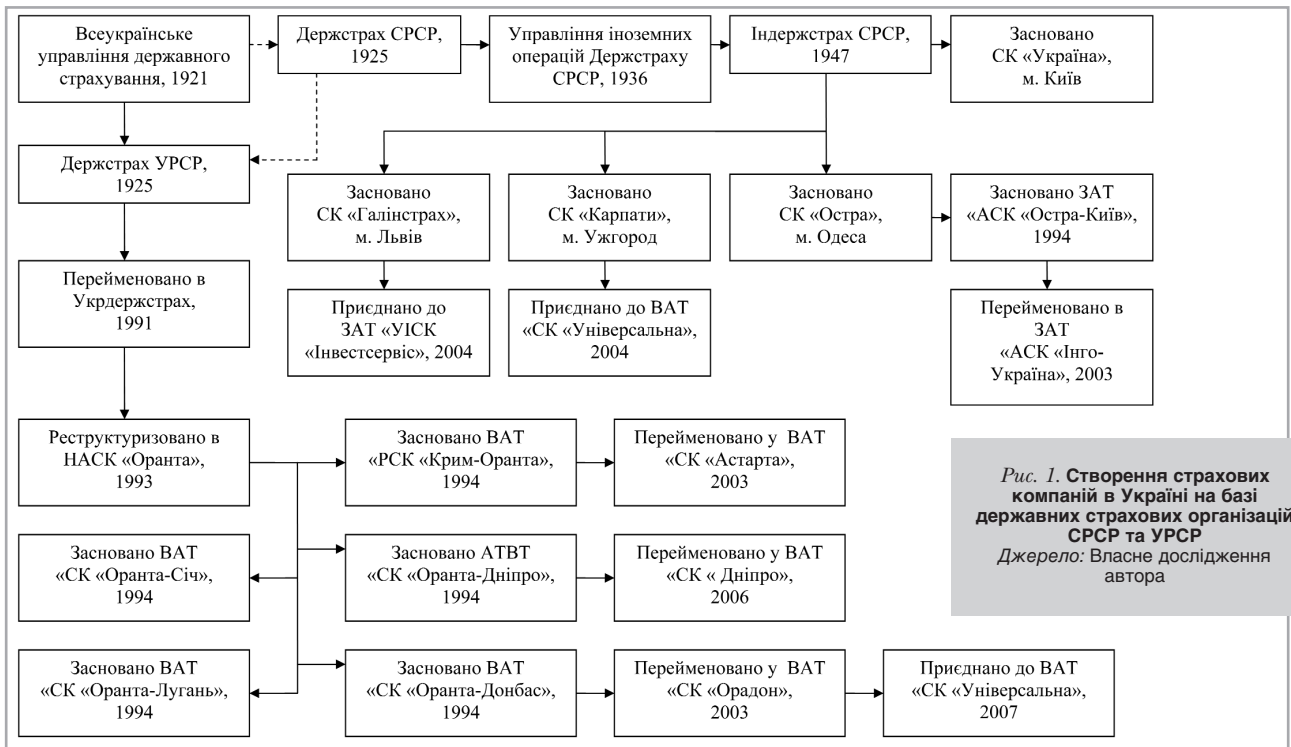 Всеукраїнське
управління державного
страхування, 1921
Держстрах СРСР,
1925
Управління іноземних
операцій Держстраху
СРСР, 1936
Індержстрах СРСР,
1947
Засновано
СК «Україна»,
м. Київ
Держстрах УРСР,
1925
Засновано
СК «Галінстрах»,
м. Львів
Засновано
СК «Карпати»,
м. Ужгород
Засновано
СК «Остра»,
м. Одеса
Засновано ЗАТ
«АСК «Остра-Київ»,
1994
Перейменовано в
Укрдержстрах,
1991
Приєднано до
ЗАТ «УІСК
«Інвестсервіс», 2004
Приєднано до ВАТ
«СК «Універсальна»,
2004
Перейменовано в
ЗАТ
«АСК «Інго-
Україна», 2003
Реструктуризовано в
НАСК «Оранта»,
1993
Засновано ВАТ
«РСК «Крим-Оранта»,
1994
Перейменовано у ВАТ
«СК «Астарта»,
2003
Рис. 1. Створення страхових
компаній в Україні на базі
державних страхових організацій
СРСР та УРСР
Джерело: Власне дослідження
автора
Засновано ВАТ
«СК «Оранта-Січ»,
1994
Засновано АТВТ
«СК «Оранта-Дніпро»,
1994
Перейменовано у ВАТ
«СК « Дніпро»,
2006
Засновано ВАТ
«СК «Оранта-Лугань»,
1994
Засновано ВАТ
«СК «Оранта-Донбас»,
1994
Перейменовано у ВАТ
«СК «Орадон»,
2003
Приєднано до ВАТ
«СК «Універсальна»,
2007